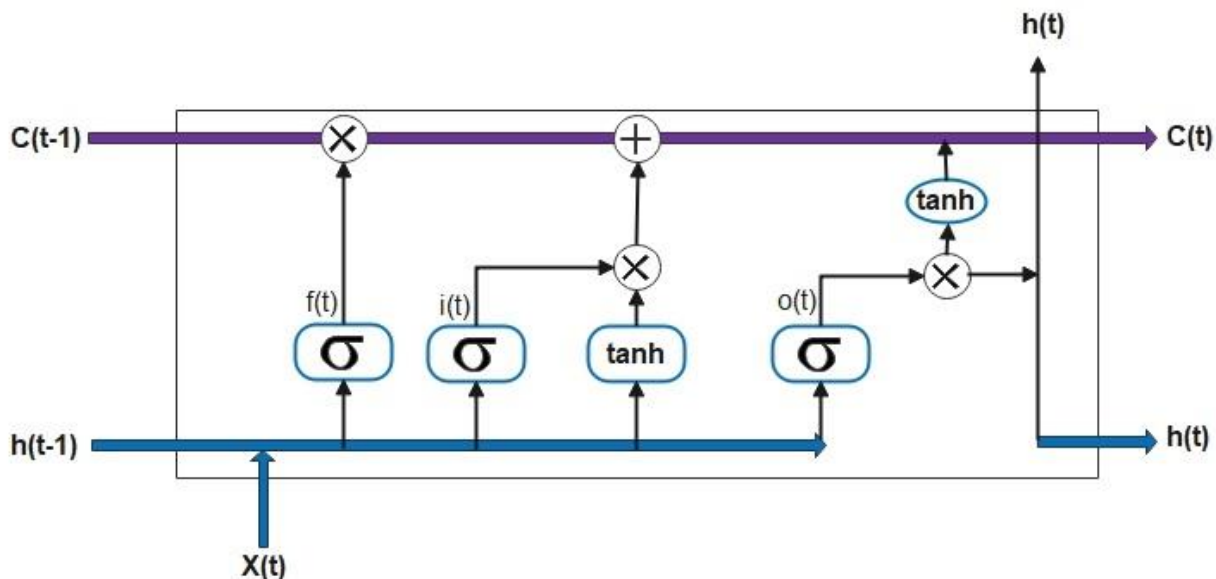 h(t)
C(t-1)
×
+
C(t)
tanh
×
×
f(t)
i(t)
o(t)
σ
σ
tanh
σ
h(t-1)
h(t)
X(t)